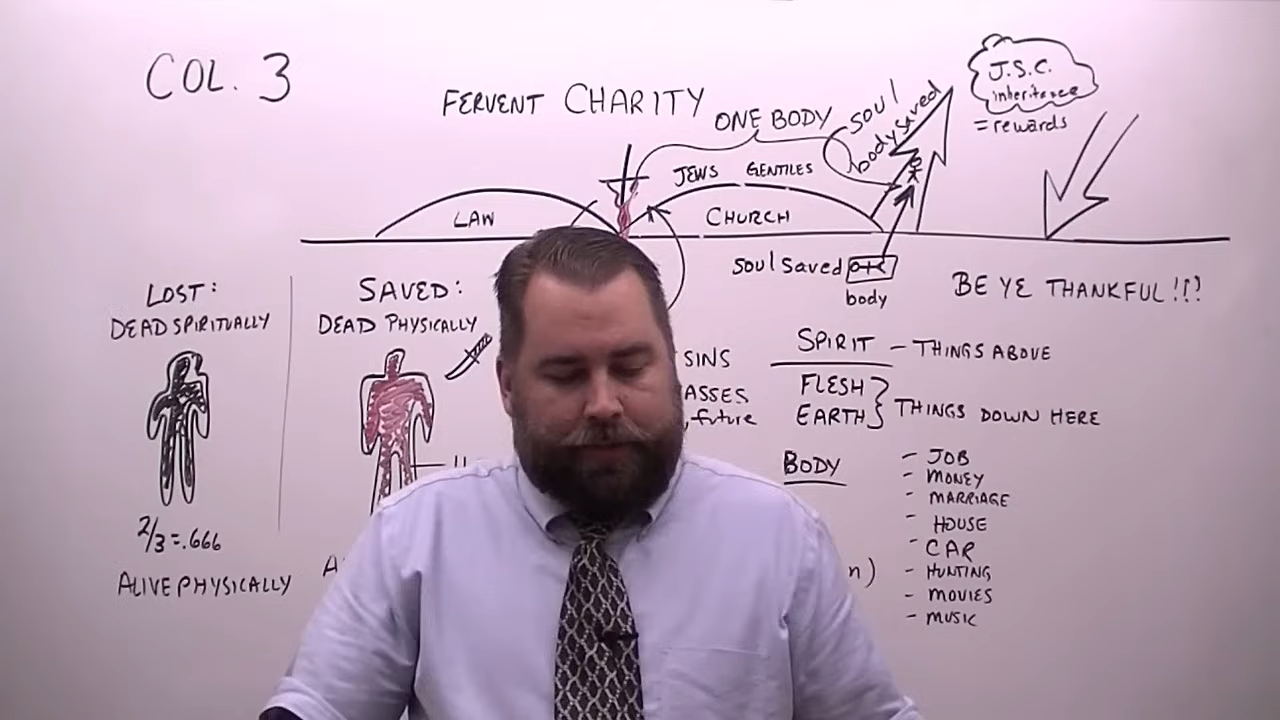 COL. 3
FERVENT CHARITY
ONE BODY
soul
body saved
J.S.C.
inheritance
= rewards
JEWS GENTILES
LAW
CHURCH
soul saved
body
BE YE THANKFUL!!?
LOST:
DEAD SPIRITUALLY
2/3 = .666
ALIVE PHYSICALLY
SAVED:
DEAD PHYSICALLY
SINS
ASSES
, future
SPIRIT - THINGS ABOVE
FLESH
EARTH
THINGS DOWN HERE
BODY
- JOB
- MONEY
- MARRIAGE
- HOUSE
- CAR
- HUNTING
- MOVIES
- MUSIC
A
n)